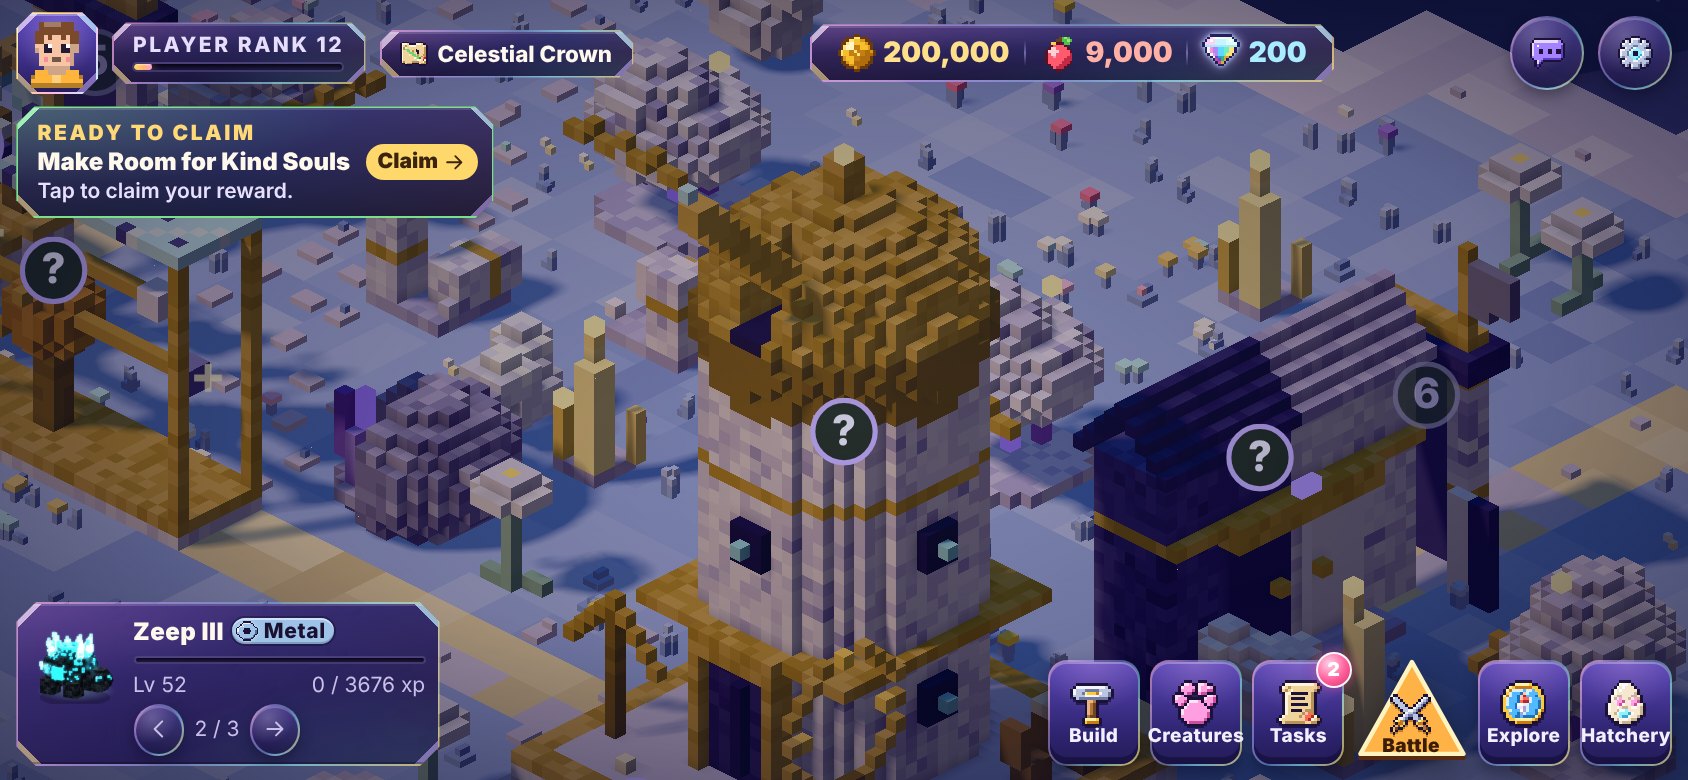 PLAYER RANK 12
Celestial Crown
200,000
9,000
200
READY TO CLAIM
Make Room for Kind Souls
Claim →
Tap to claim your reward.
?
?
?
6
Zeep III
Metal
Lv 52
0 / 3676 xp
2 / 3
2
Build
Creatures
Tasks
Battle
Explore
Hatchery